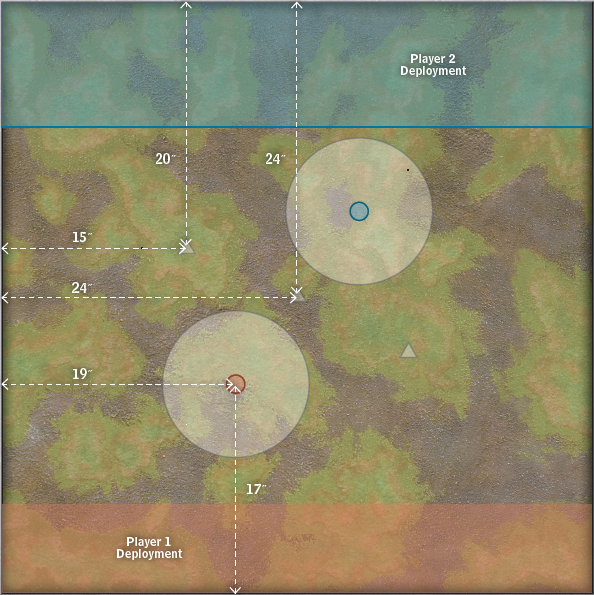 Player 2
Deployment
20″
24″
15″
24″
19″
17″
Player 1
Deployment